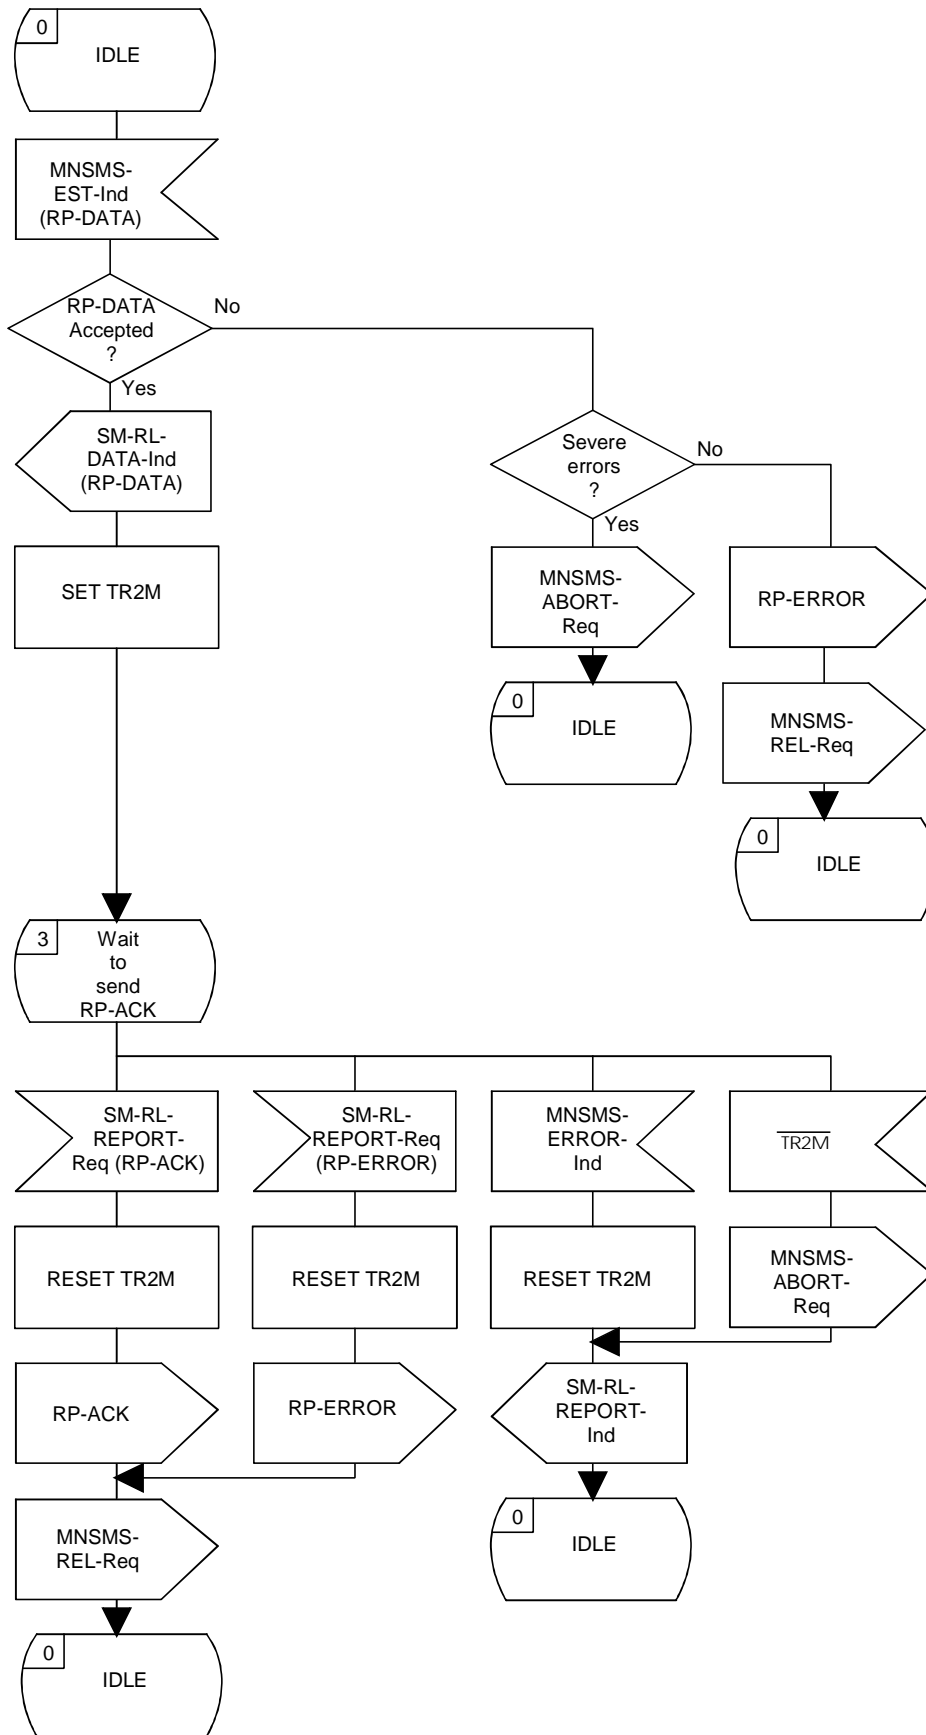 0
IDLE
MNSMS-
EST-Ind
(RP-DATA)
RP-DATA
Accepted
?
No
Yes
SM-RL-
DATA-Ind
(RP-DATA)
SET TR2M
Severe
errors
?
No
Yes
MNSMS-
ABORT-
Req
0
IDLE
RP-ERROR
MNSMS-
REL-Req
0
IDLE
3
Wait
to
send
RP-ACK
SM-RL-
REPORT-
Req (RP-ACK)
SM-RL-
REPORT-Req
(RP-ERROR)
MNSMS-
ERROR-
Ind
TR2M
RESET TR2M
RESET TR2M
RESET TR2M
MNSMS-
ABORT-
Req
RP-ACK
RP-ERROR
SM-RL-
REPORT-
Ind
MNSMS-
REL-Req
0
IDLE
0
IDLE